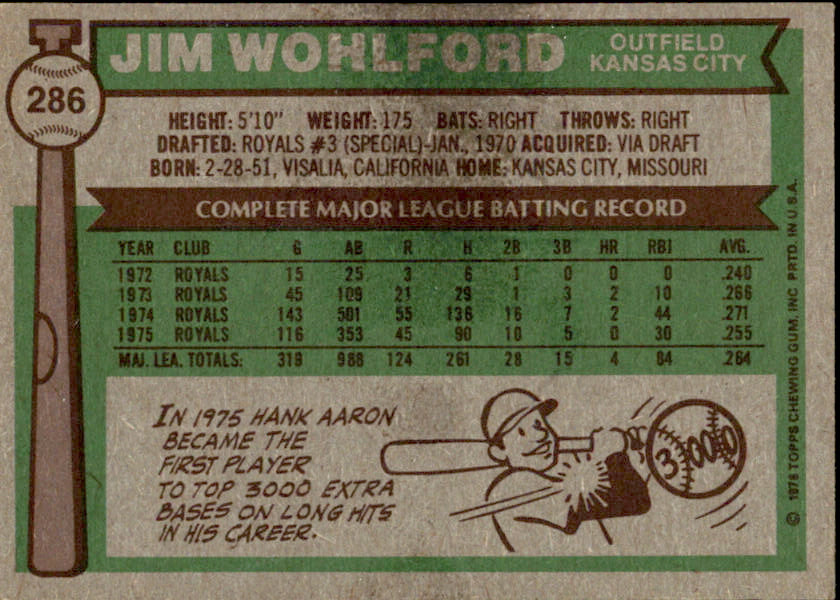 286
JIM WOHLFORD
OUTFIELD
KANSAS CITY
HEIGHT: 5'10" WEIGHT: 175 BATS: RIGHT THROWS: RIGHT
DRAFTED: ROYALS #3 (SPECIAL)-JAN., 1970 ACQUIRED: VIA DRAFT
BORN: 2-28-51, VISALIA, CALIFORNIA HOME: KANSAS CITY, MISSOURI
COMPLETE MAJOR LEAGUE BATTING RECORD
YEAR CLUB G AB R H 2B 3B HR RBI AVG.
1972 ROYALS 15 25 3 6 1 0 0 0 .240
1973 ROYALS 45 109 21 29 1 3 2 10 .266
1974 ROYALS 143 501 55 136 16 7 2 44 .271
1975 ROYALS 116 353 45 90 10 5 0 30 .255
MAJ. LEA. TOTALS: 319 988 124 261 28 15 4 84 .264
IN 1975 HANK AARON
BECAME THE
FIRST PLAYER
TO TOP 3000 EXTRA
BASES ON LONG HITS
IN HIS CAREER.
3000
© 1976 TOPPS CHEWING GUM, INC. PRTD. IN U.S.A.